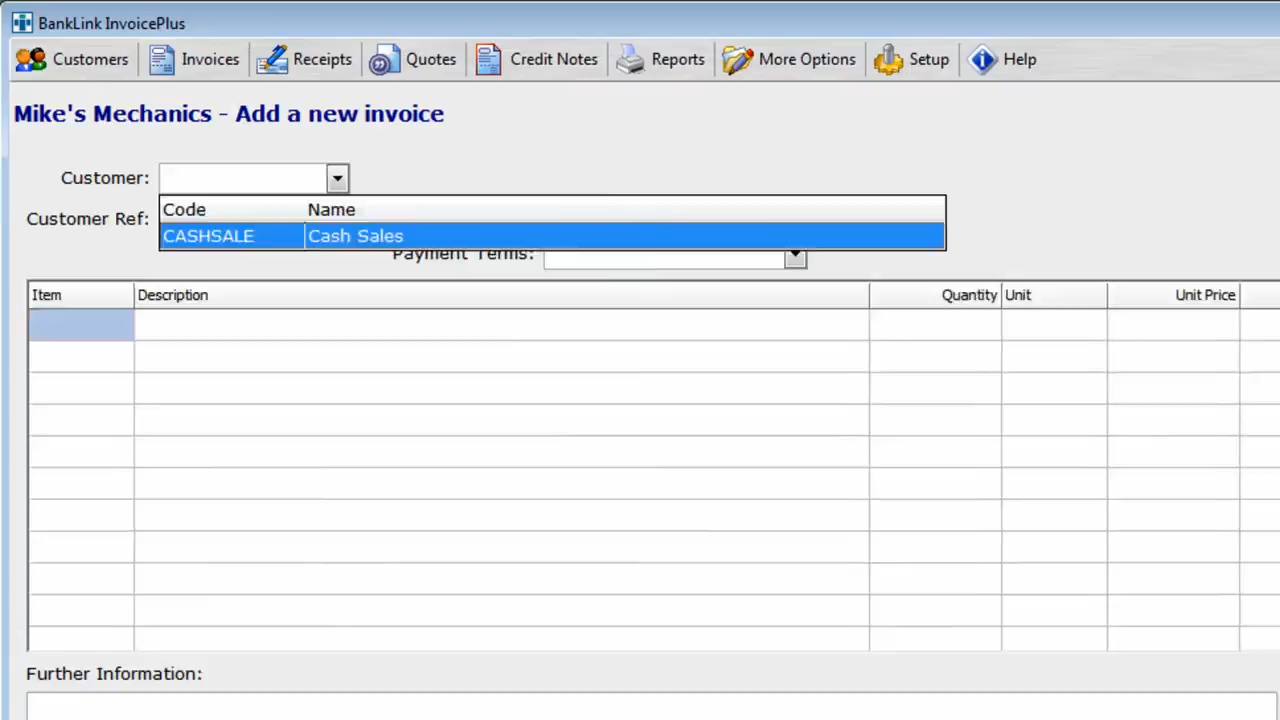 BankLink InvoicePlus
Customers Invoices Receipts Quotes Credit Notes Reports More Options Setup Help
Mike's Mechanics - Add a new invoice
Customer:
Code Name
Customer Ref:
CASHSALE Cash Sales
Payment Terms:
Item Description Quantity Unit Unit Price
Further Information: